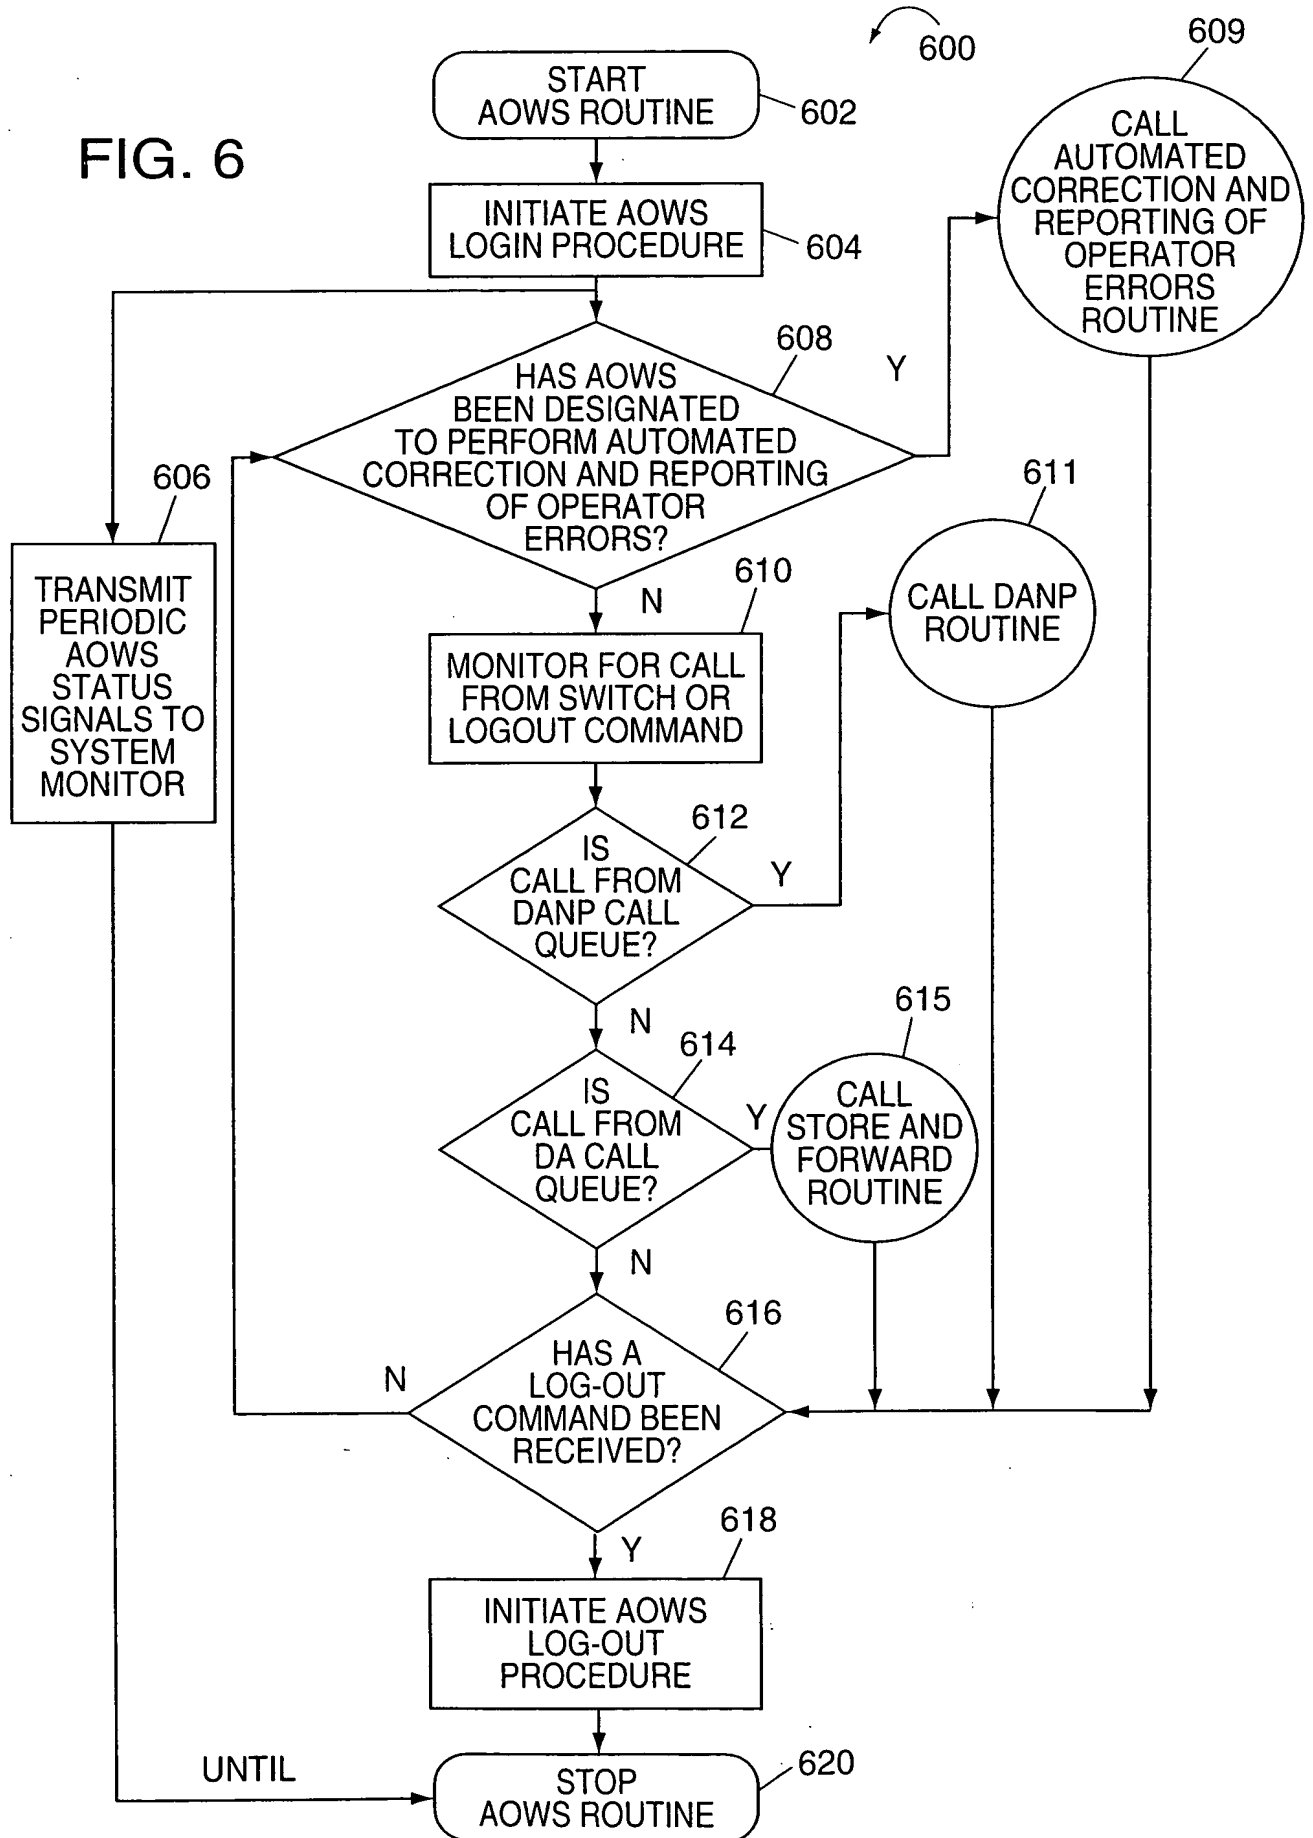 600
609
START
AOWS ROUTINE
602
FIG. 6
CALL
AUTOMATED
CORRECTION AND
REPORTING OF
OPERATOR
ERRORS
ROUTINE
INITIATE AOWS
LOGIN PROCEDURE
604
608
Y
HAS AOWS
BEEN DESIGNATED
TO PERFORM AUTOMATED
CORRECTION AND REPORTING
OF OPERATOR
ERRORS?
606
611
TRANSMIT
PERIODIC
AOWS
STATUS
SIGNALS TO
SYSTEM
MONITOR
N
610
CALL DANP
ROUTINE
MONITOR FOR CALL
FROM SWITCH OR
LOGOUT COMMAND
612
IS
CALL FROM
DANP CALL
QUEUE?
Y
N
615
614
IS
CALL FROM
DA CALL
QUEUE?
Y
CALL
STORE AND
FORWARD
ROUTINE
N
616
HAS A
LOG-OUT
COMMAND BEEN
RECEIVED?
N
Y
618
INITIATE AOWS
LOG-OUT
PROCEDURE
UNTIL
STOP
AOWS ROUTINE
620